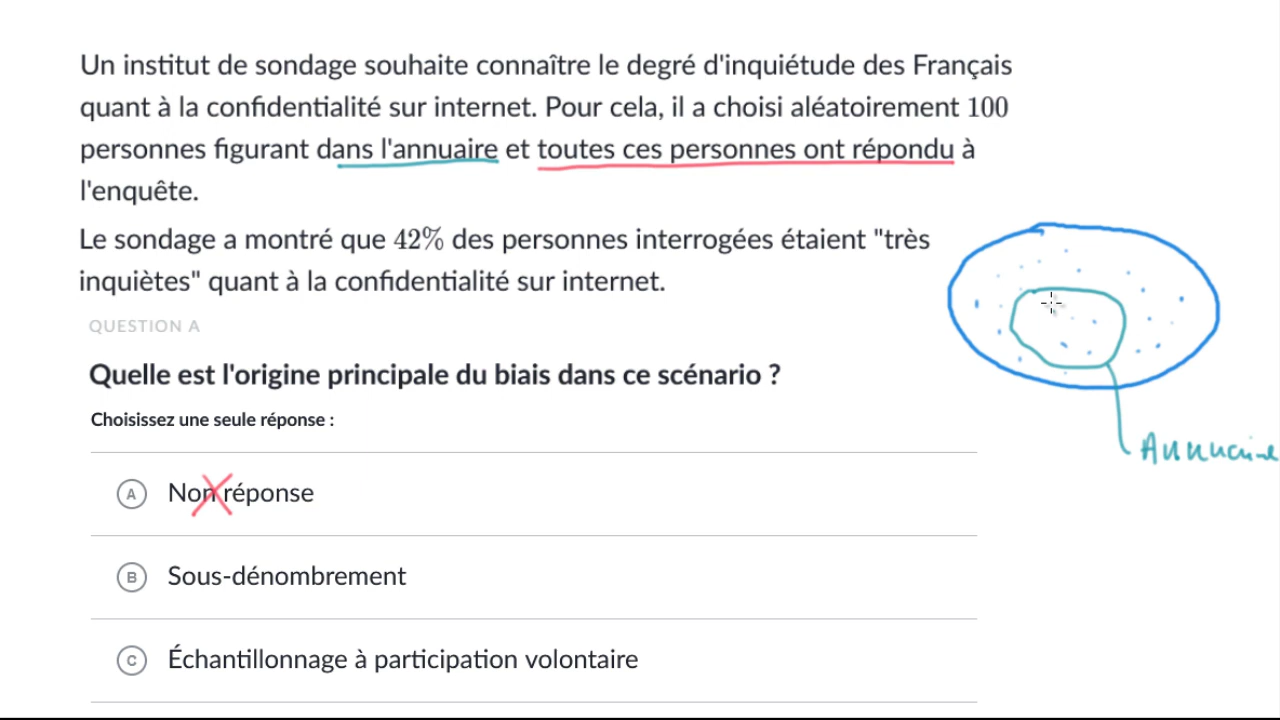 Un institut de sondage souhaite connaître le degré d'inquiétude des Français
quant à la confidentialité sur internet. Pour cela, il a choisi aléatoirement 100
personnes figurant dans l'annuaire et toutes ces personnes ont répondu à
l'enquête.
Le sondage a montré que 42% des personnes interrogées étaient "très
inquiètes" quant à la confidentialité sur internet.
QUESTION A
Quelle est l'origine principale du biais dans ce scénario ?
Choisissez une seule réponse :
Annuaire
A Non réponse
B Sous-dénombrement
C Échantillonnage à participation volontaire